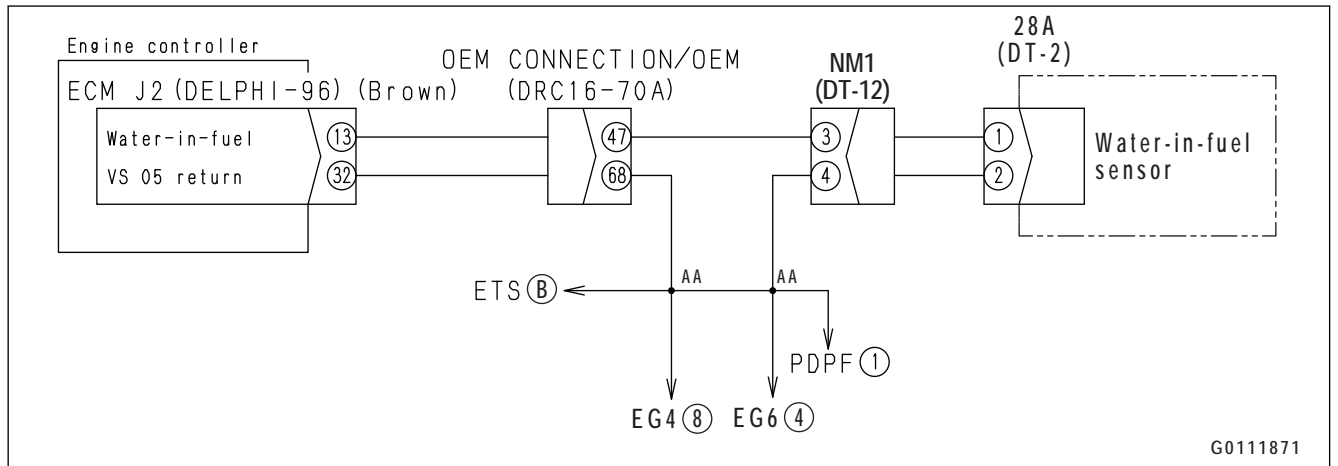 28A
(DT-2)
Engine controller
OEM CONNECTION/OEM
(DRC16-70A)
NM1
(DT-12)
ECM J2 (DELPHI-96) (Brown)
Water-in-fuel 13 47 3 1 Water-in-fuel
VS 05 return 32 68 4 2 sensor
AA AA
ETS B
PDPF 1
EG4 8 EG6 4
G0111871